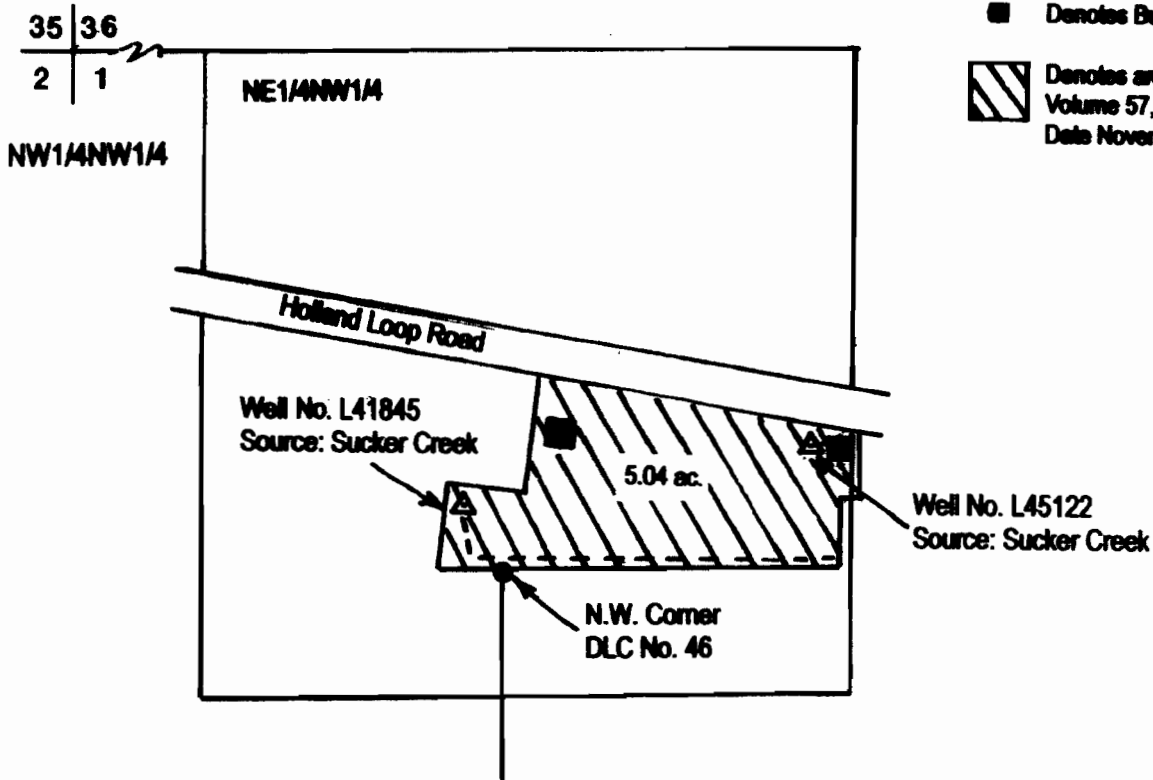 35 36
2 1
NE1/4NW1/4
NW1/4NW1/4
Denotes
Denotes
Volume 57,
Date
Holland Loop Road
Well No. L41845
Source: Sucker Creek
5.04 ac.
Well No. L45122
Source: Sucker Creek
N.W. Corner
DLC No. 46